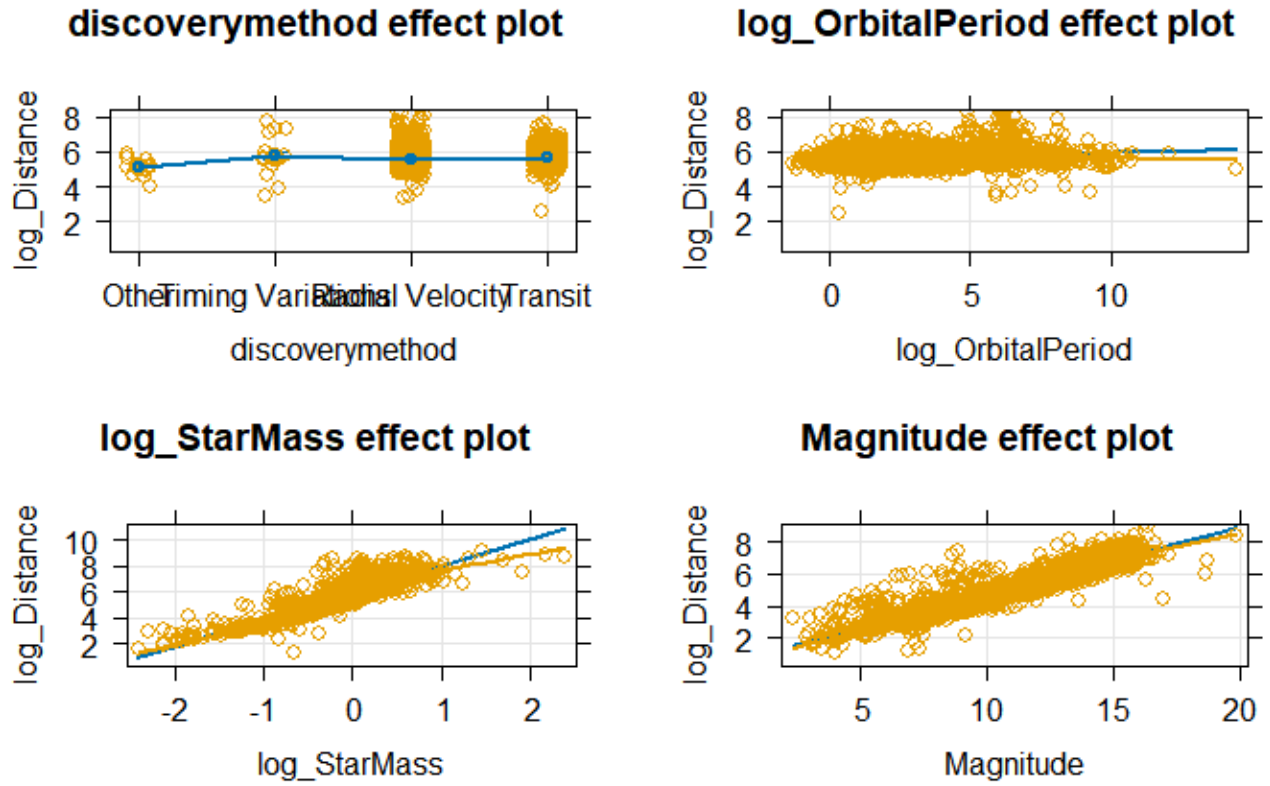 discoverymethod effect plot
log_Distance
8
6
4
2
Other Timing Variations Radial Velocity Transit
discoverymethod
log_OrbitalPeriod effect plot
log_Distance
8
6
4
2
0 5 10
log_OrbitalPeriod
log_StarMass effect plot
log_Distance
10
8
6
4
2
-2 -1 0 1 2
log_StarMass
Magnitude effect plot
log_Distance
8
6
4
2
5 10 15 20
Magnitude